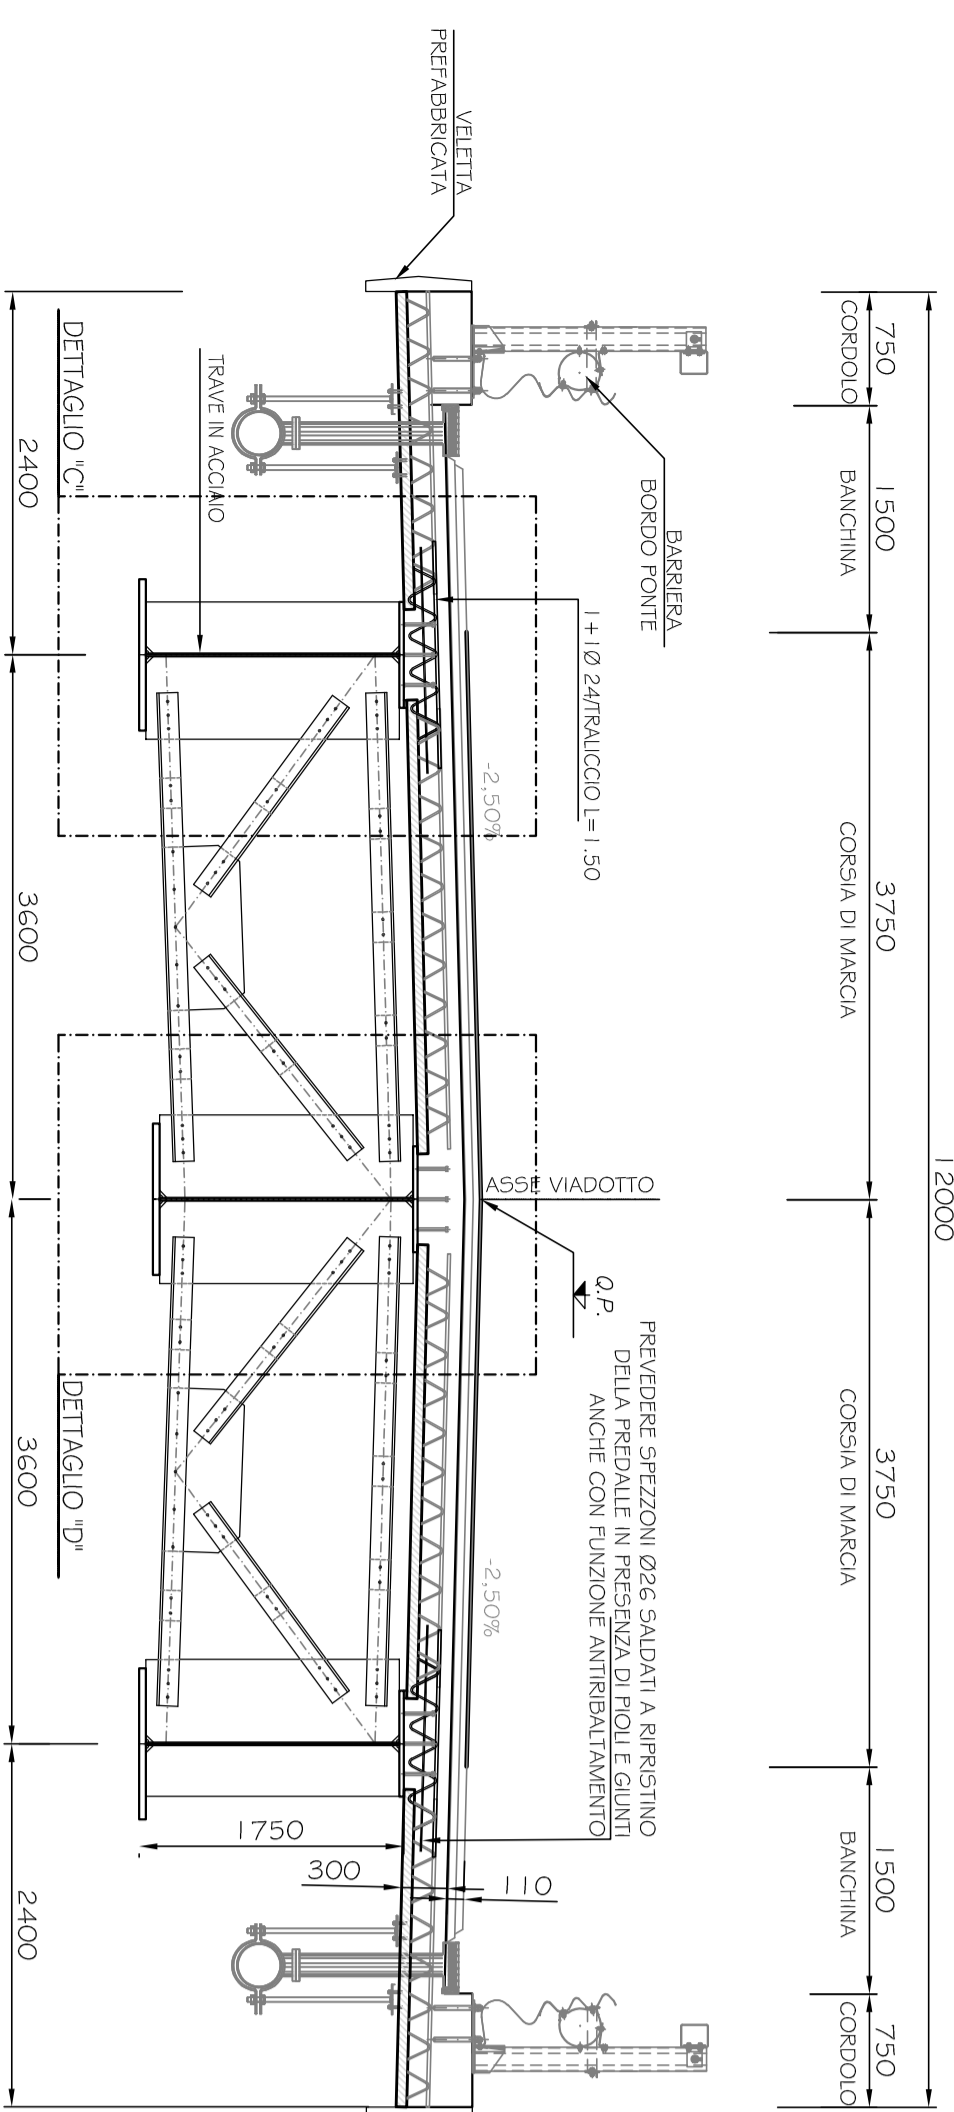 12000
750
1500
3750
3750
1500
750
CORDOLO
BANCHINA
CORSIA DI MARCIA
CORSIA DI MARCIA
BANCHINA
CORDOLO
BARRIERA
BORDO PONTE
1+1Ø 24/TRALICCIO L=1.50
Q.P.
ASSE VIADOTTO
PREVEDERE SPEZZONI Ø26 SALDATI A RIPRISTINO
DELLA PREDALLE IN PRESENZA DI PIOLI E GIUNTI
ANCHE CON FUNZIONE ANTIRIBALTAMENTO
-2,50%
-2,50%
VELETTA
PREFABBRICATA
110
300
1750
TRAVE IN ACCIAIO
DETTAGLIO "C"
DETTAGLIO "D"
2400
3600
3600
2400